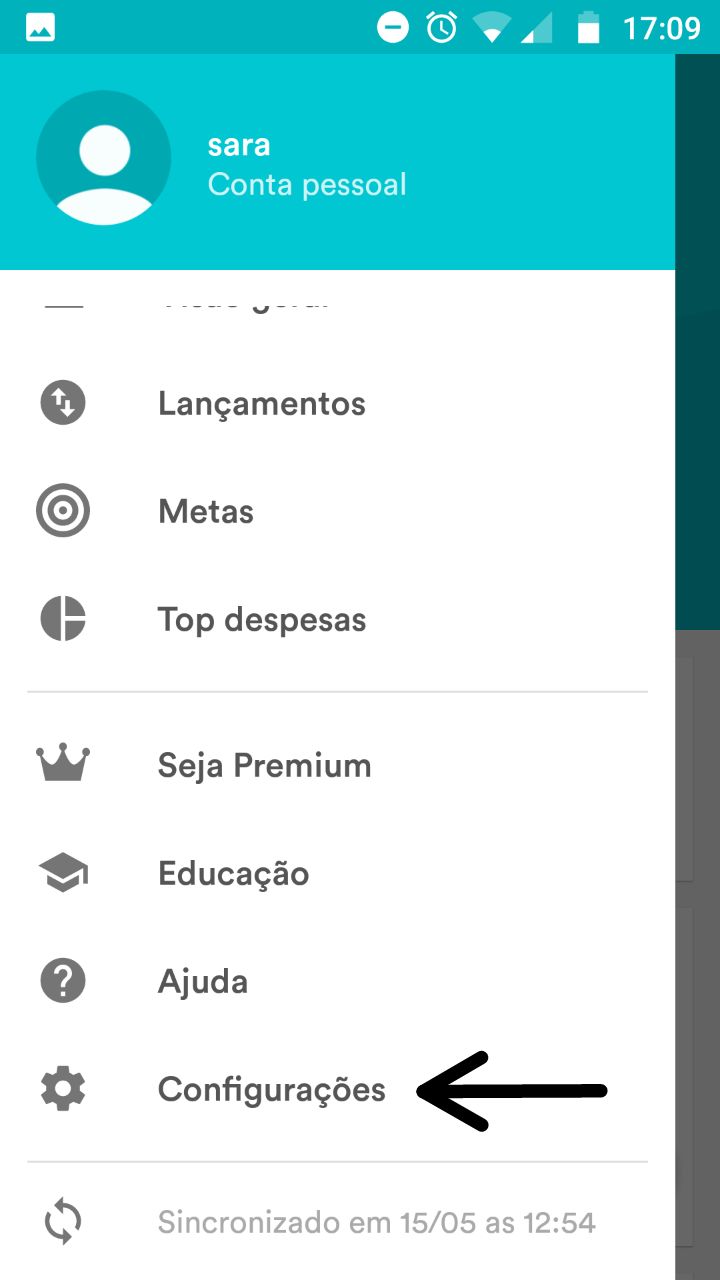 17:09
sara
Conta pessoal
Lançamentos
Metas
Top despesas
Seja Premium
Educação
Ajuda
Configurações
Sincronizado em 15/05 as 12:54